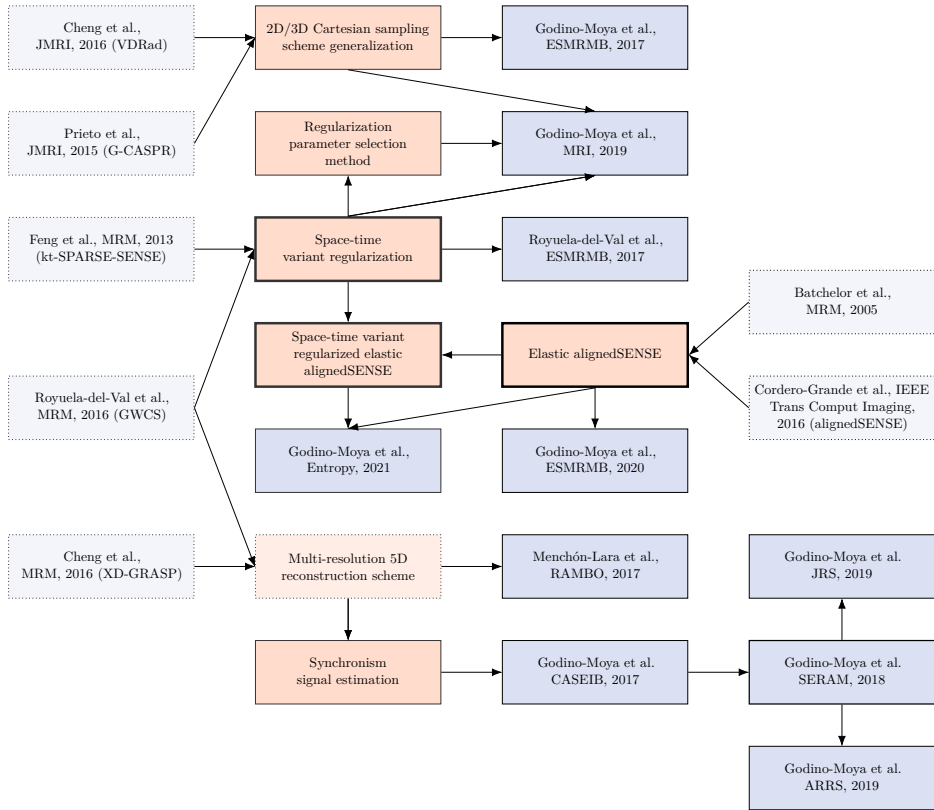 Cheng et al.,
JMRI, 2016 (VDRad)
2D/3D Cartesian sampling
scheme generalization
Godino-Moya et al.,
ESMRMB, 2017
Prieto et al.,
JMRI, 2015 (G-CASPR)
Regularization
parameter selection
method
Godino-Moya et al.,
MRI, 2019
Feng et al., MRM, 2013
(kt-SPARSE-SENSE)
Space-time
variant regularization
Royuela-del-Val et al.,
ESMRMB, 2017
Batchelor et al.,
MRM, 2005
Space-time variant
regularized elastic
alignedSENSE
Elastic alignedSENSE
Royuela-del-Val et al.,
MRM, 2016 (GWCS)
Cordero-Grande et al., IEEE
Trans Comput Imaging,
2016 (alignedSENSE)
Godino-Moya et al.,
Entropy, 2021
Godino-Moya et al.,
ESMRMB, 2020
Cheng et al.,
MRM, 2016 (XD-GRASP)
Multi-resolution 5D
reconstruction scheme
Menchón-Lara et al.,
RAMBO, 2017
Godino-Moya et al.
JRS, 2019
Synchronism
signal estimation
Godino-Moya et al.
CASEIB, 2017
Godino-Moya et al.
SERAM, 2018
Godino-Moya et al.
ARRS, 2019